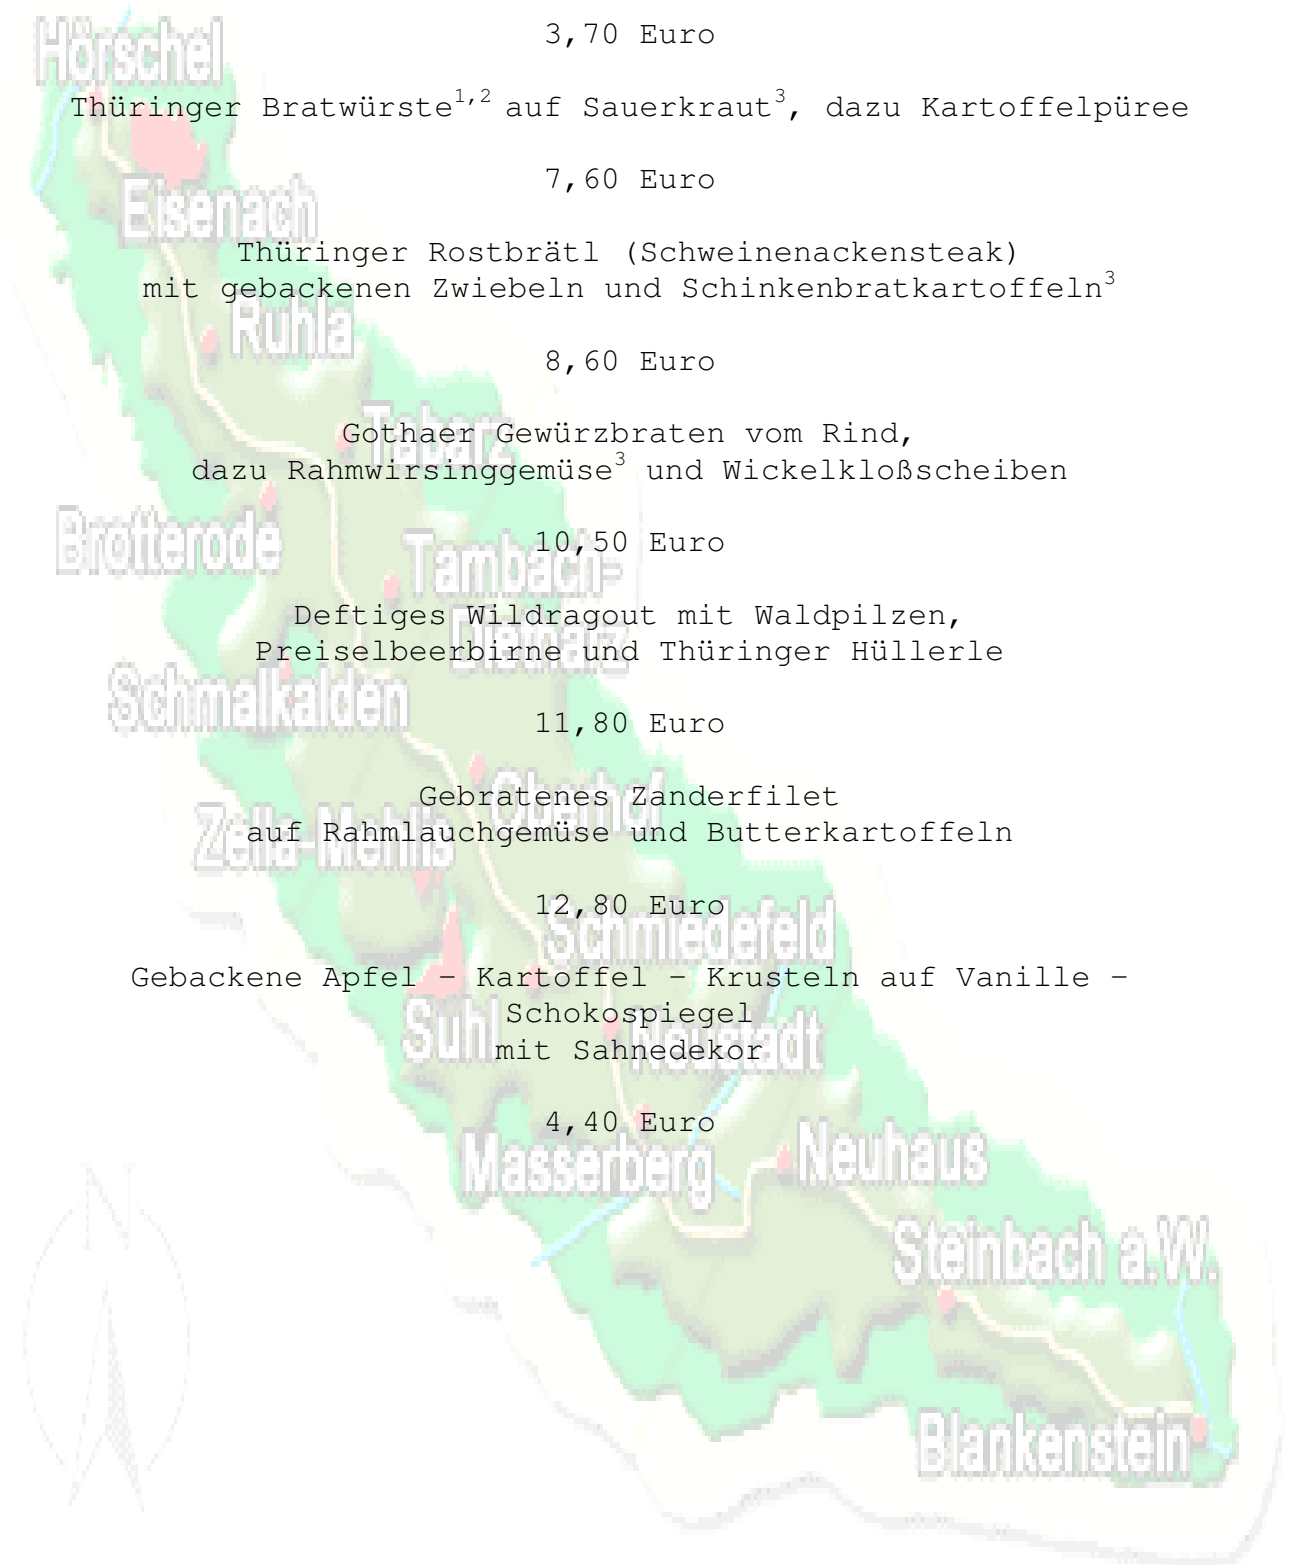 3,70 Euro
Thüringer Bratwürste1,2 auf Sauerkraut3, dazu Kartoffelpüree
7,60 Euro
Thüringer Rostbrätl (Schweinenackensteak)
mit gebackenen Zwiebeln und Schinkenbratkartoffeln3
8,60 Euro
Gothaer Gewürzbraten vom Rind,
dazu Rahmwirsinggemüse3 und Wickelkloßscheiben
10,50 Euro
Deftiges Wildragout mit Waldpilzen,
Preiselbeerbirne und Thüringer Hüllerle
11,80 Euro
Gebratenes Zanderfilet
auf Rahmlauchgemüse und Butterkartoffeln
12,80 Euro
Gebackene Apfel – Kartoffel – Krusteln auf Vanille –
Schokospiegel
mit Sahnedekor
4,40 Euro
Hörschel
Eisenach
Ruhla
Tabarz
Brotterode
Tambach-
Dietharz
Schmalkalden
Oberhof
Zella-Mehlis
Schmiedefeld
Suhl
Neustadt
Masserberg
Neuhaus
Steinbach a.W.
Blankenstein
N